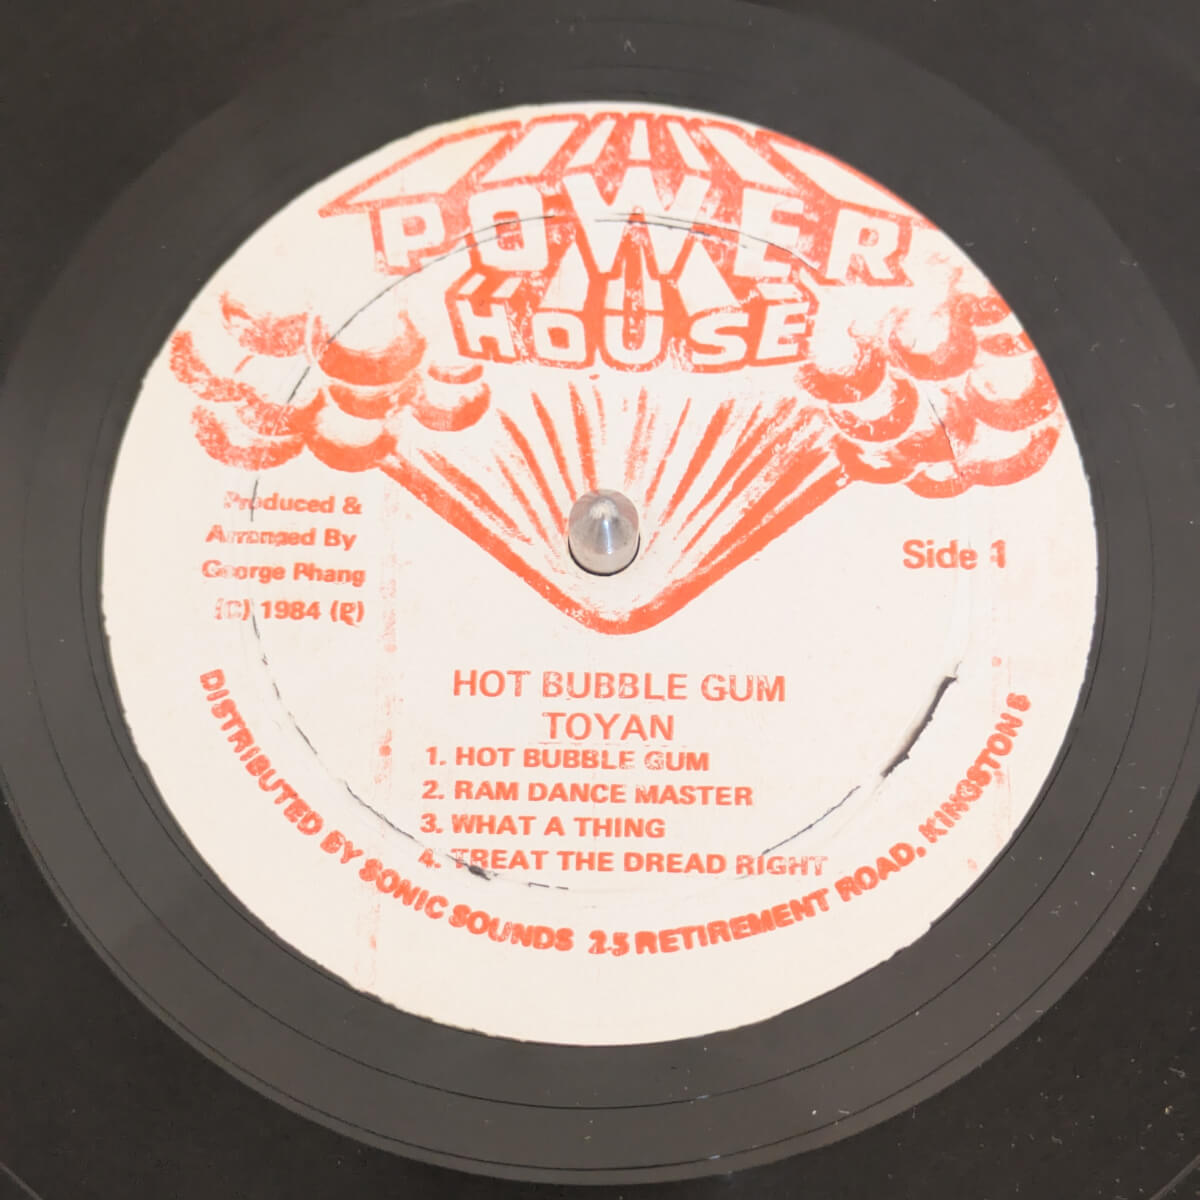 POWER
HOUSE
Produced &
Arranged By
George Phang
(C) 1984 (P)
Side 1
HOT BUBBLE GUM
TOYAN
1. HOT BUBBLE GUM
2. RAM DANCE MASTER
3. WHAT A THING
4. TREAT THE DREAD RIGHT
DISTRIBUTED BY SONIC SOUNDS 25 RETIREMENT ROAD, KINGSTON 5